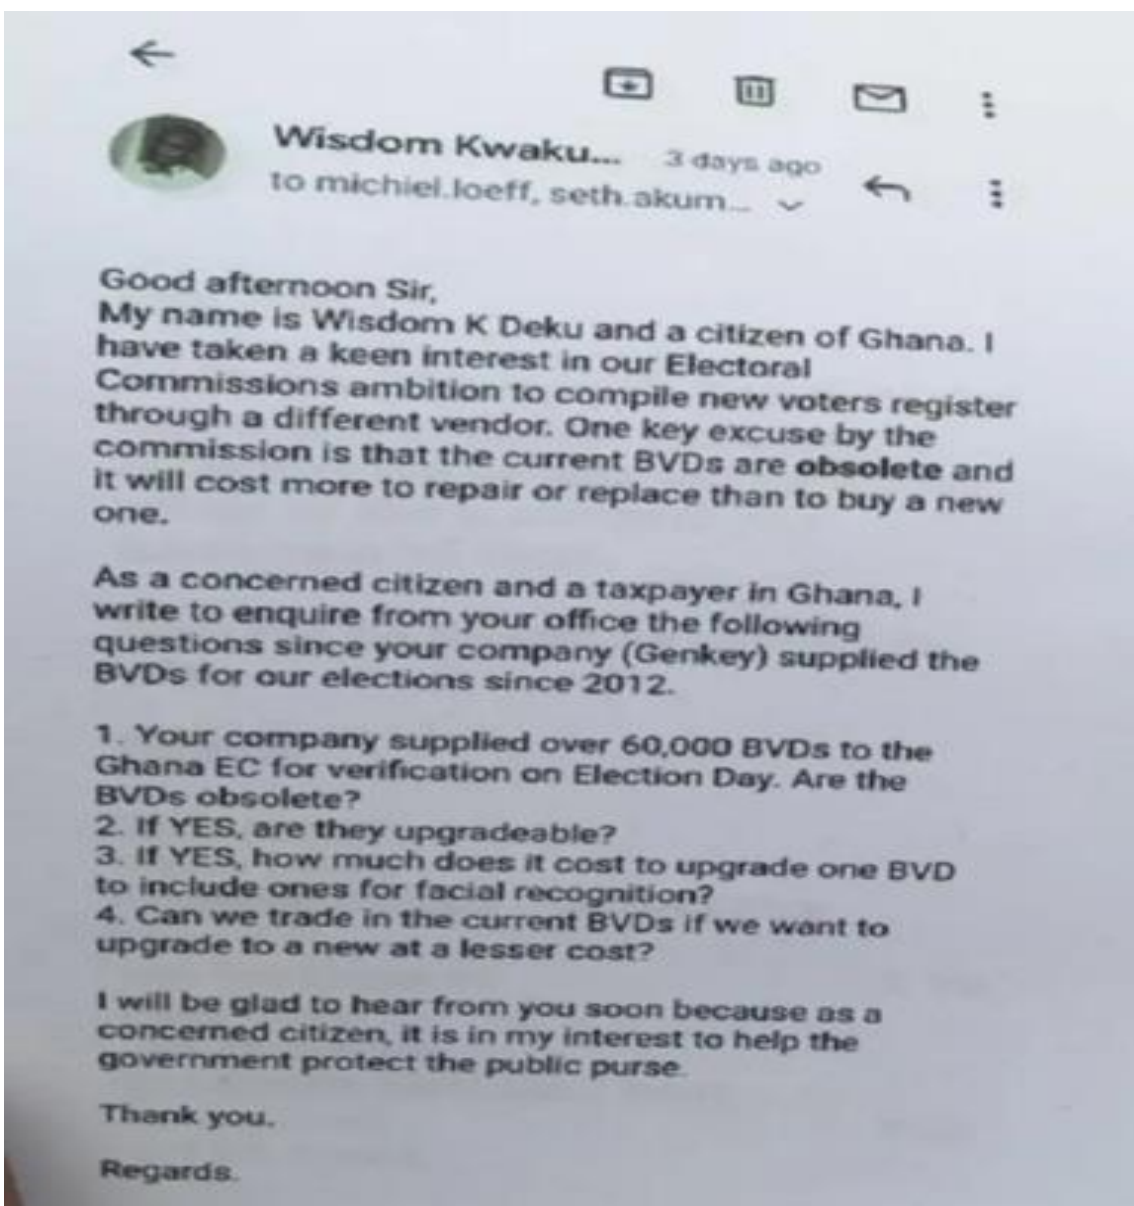 Wisdom Kwaku... 3 days ago
to michiel.loeff, seth.akum...
Good afternoon Sir,
My name is Wisdom K Deku and a citizen of Ghana. I
have taken a keen interest in our Electoral
Commissions ambition to compile new voters register
through a different vendor. One key excuse by the
commission is that the current BVDs are obsolete and
it will cost more to repair or replace than to buy a new
one.
As a concerned citizen and a taxpayer in Ghana, I
write to enquire from your office the following
questions since your company (Genkey) supplied the
BVDs for our elections since 2012.
1. Your company supplied over 60,000 BVDs to the
Ghana EC for verification on Election Day. Are the
BVDs obsolete?
2. If YES, are they upgradeable?
3. If YES, how much does it cost to upgrade one BVD
to include ones for facial recognition?
4. Can we trade in the current BVDs if we want to
upgrade to a new at a lesser cost?
I will be glad to hear from you soon because as a
concerned citizen, it is in my interest to help the
government protect the public purse.
Thank you.
Regards.